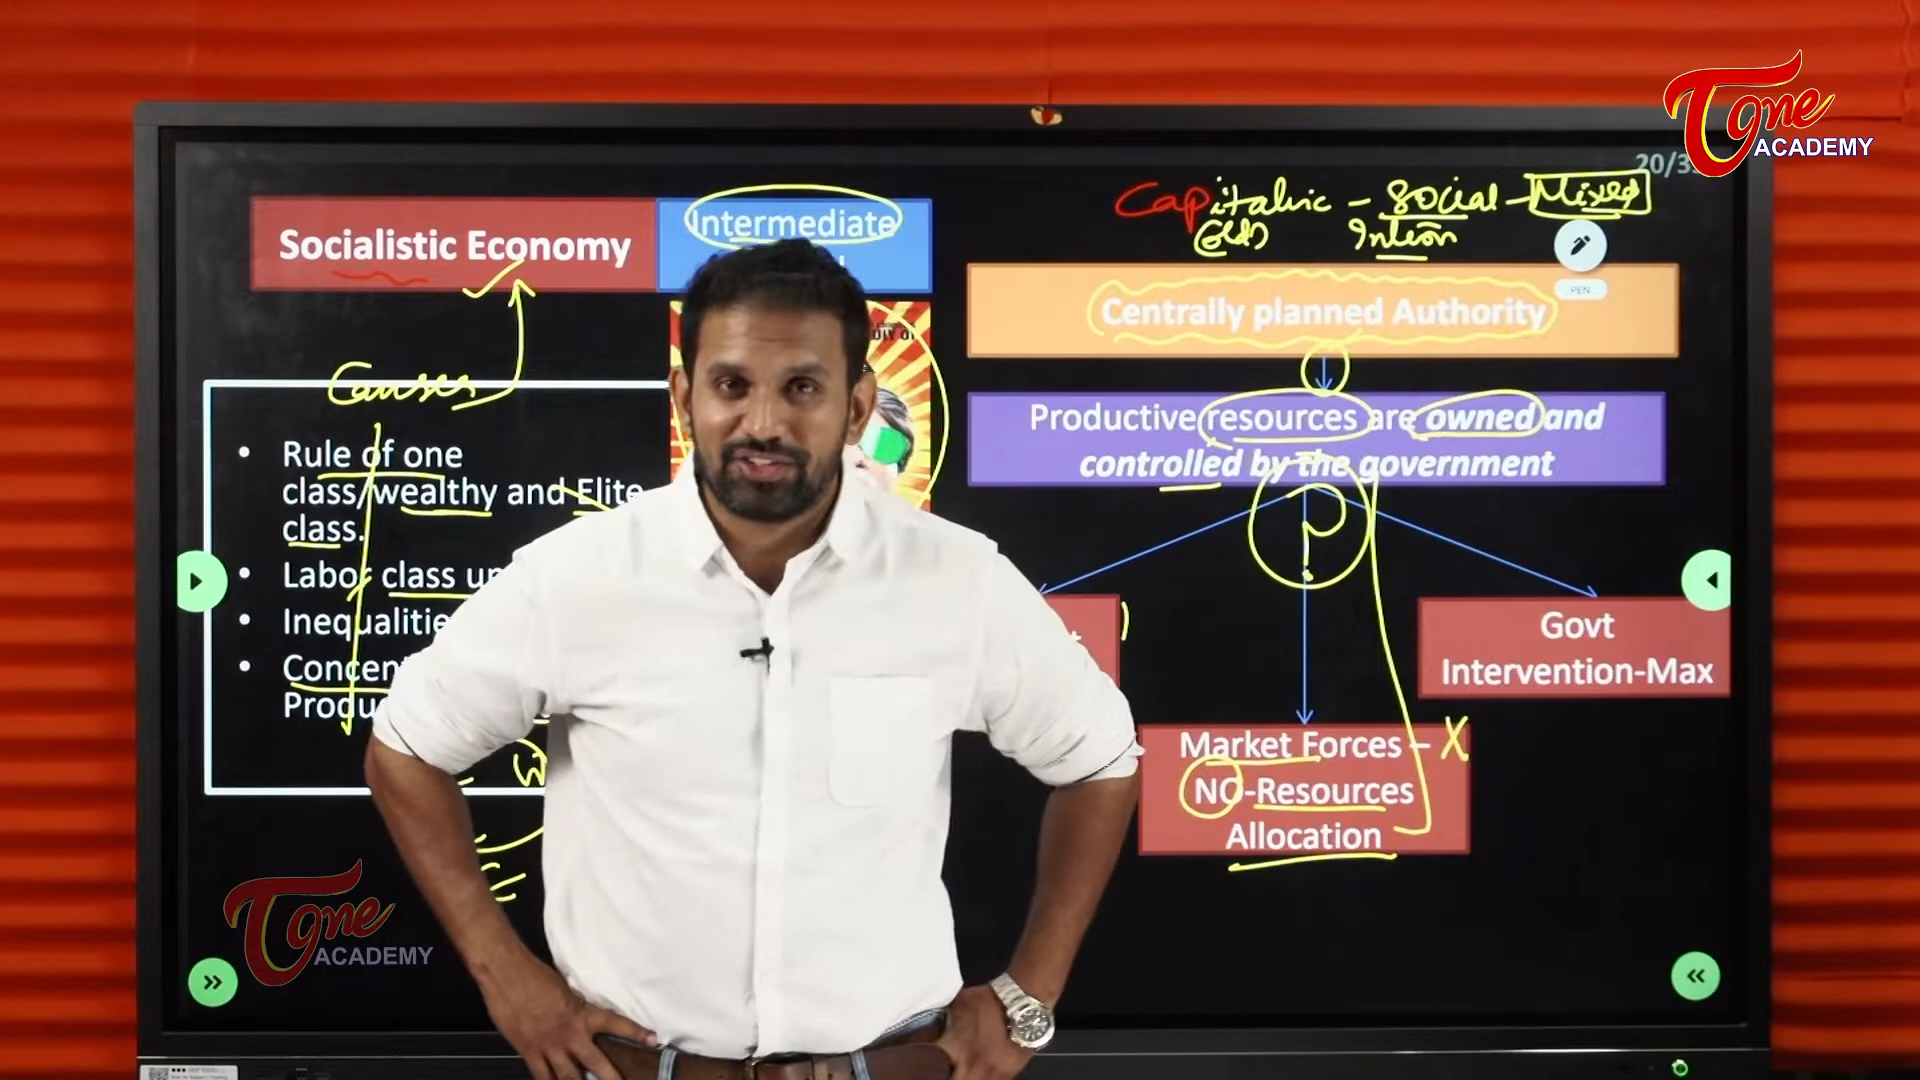 Tone
ACADEMY
20/3
Capitalistic - Social - Mixed
Socialistic Economy
Intermediate
PEN
Centrally planned Authority
Causes
Productive resources are owned and
controlled by the government
Rule of one
class/wealthy and Elite
class.
Labor class
Inequalitie
Concen
Produ
P
Govt
Intervention-Max
Market Forces – X
NO-Resources
Allocation
Tone
ACADEMY